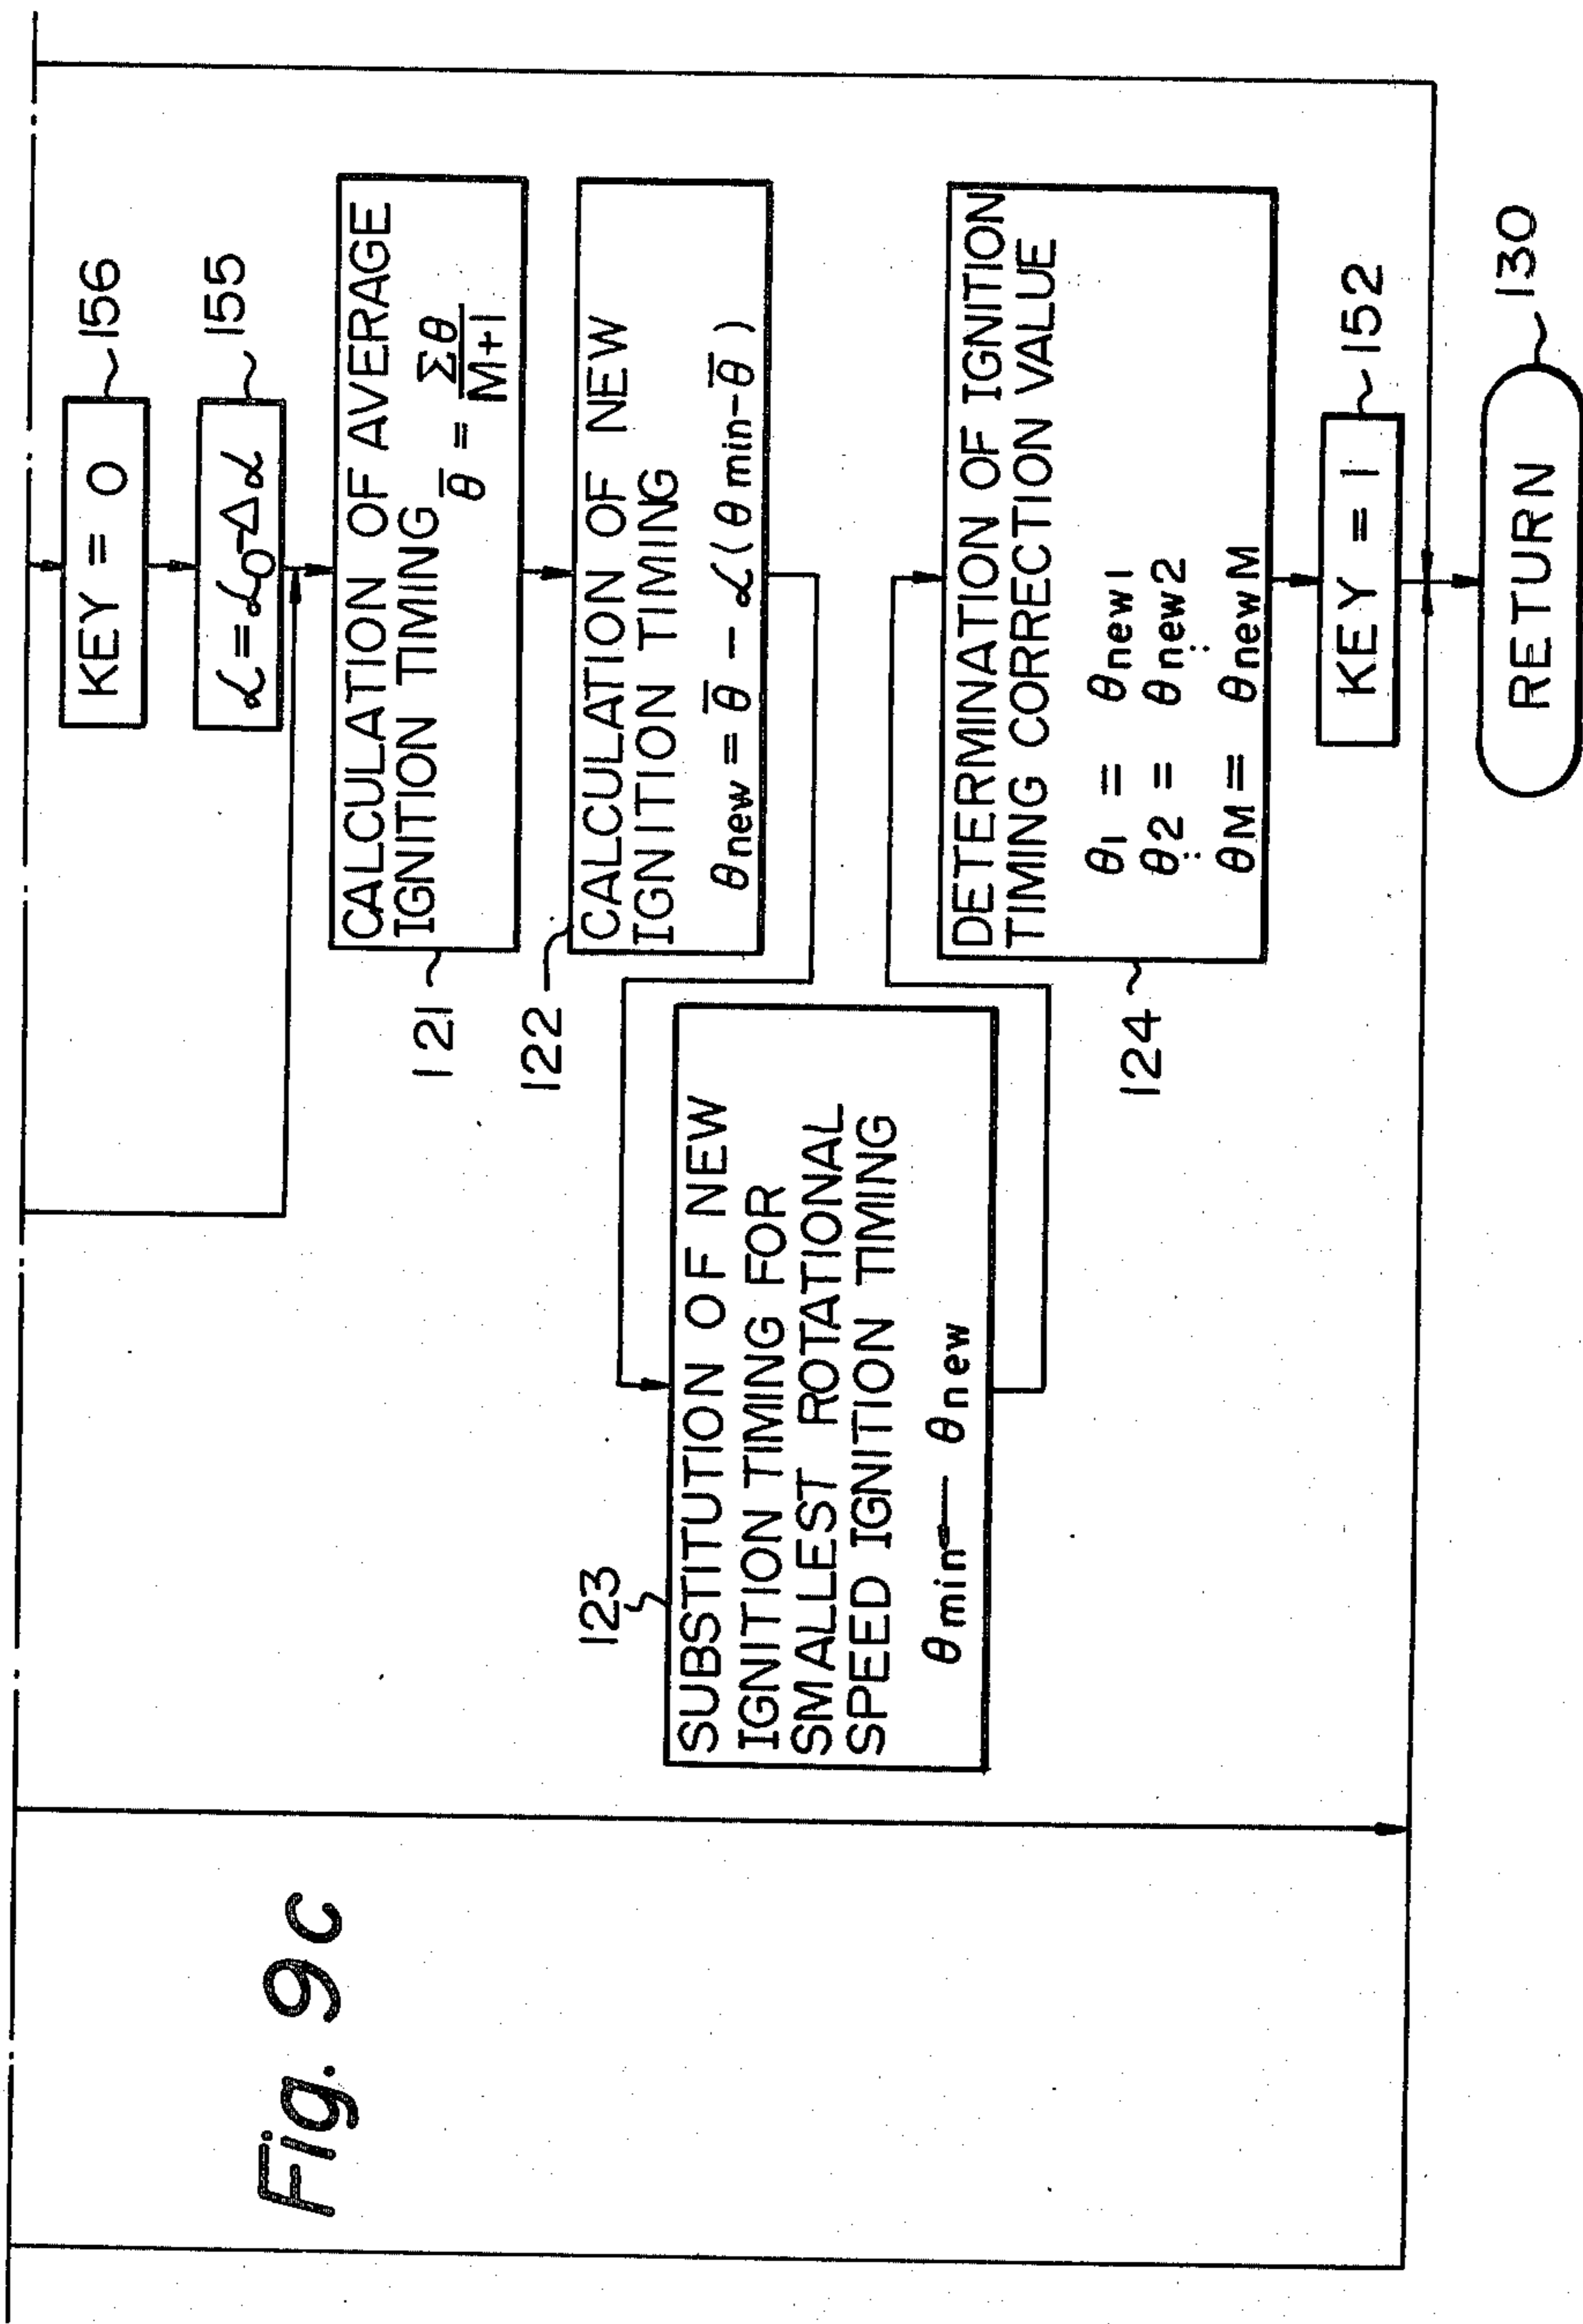 Fig. 9c
KEY = 0
156
α = α0-Δα
155
CALCULATION OF AVERAGE
IGNITION TIMING
θ̅ = Σθ / M+1
121
122
CALCULATION OF NEW
IGNITION TIMING
θnew = θ̅ - α(θmin-θ̅)
123
SUBSTITUTION OF NEW
IGNITION TIMING FOR
SMALLEST ROTATIONAL
SPEED IGNITION TIMING
θmin ← θnew
DETERMINATION OF IGNITION
TIMING CORRECTION VALUE
θ1 = θnew1
θ2 = θnew2
: :
θM = θnewM
124
KEY = 1
152
RETURN
130